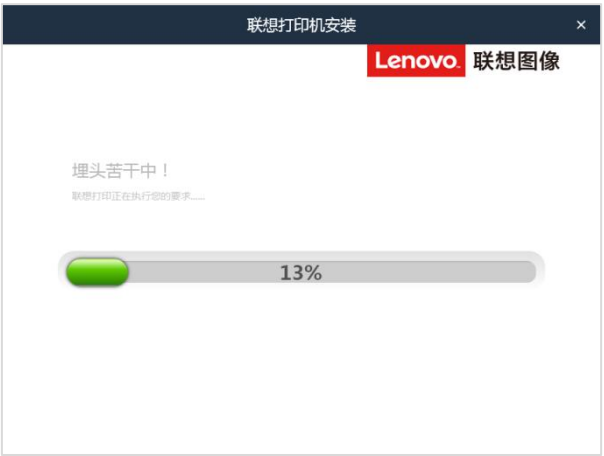 联想打印机安装
×
Lenovo. 联想图像
埋头苦干中！
联想打印正在执行您的要求......
13%